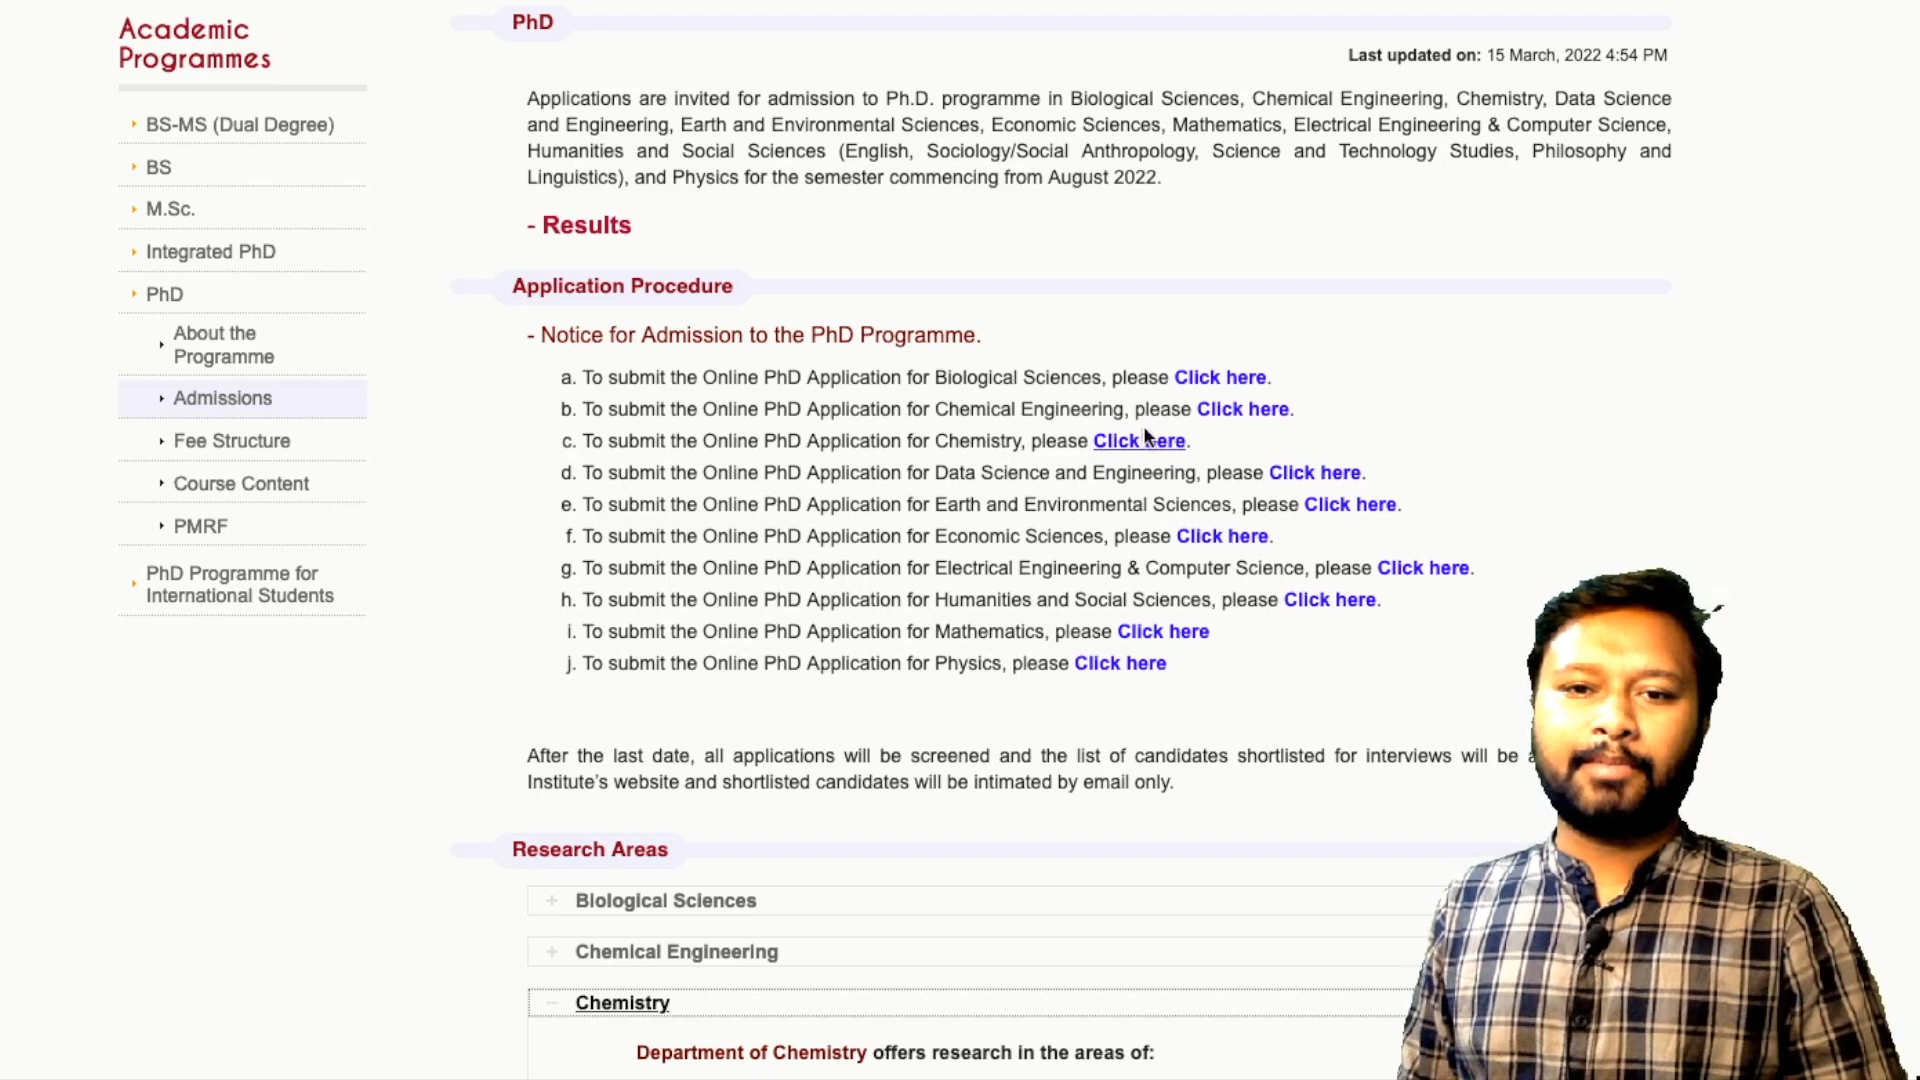 Academic
Programmes
BS-MS (Dual Degree)
BS
M.Sc.
Integrated PhD
PhD
About the
Programme
Admissions
Fee Structure
Course Content
PMRF
PhD Programme for
International Students
PhD
Last updated on: 15 March, 2022 4:54 PM
Applications are invited for admission to Ph.D. programme in Biological Sciences, Chemical Engineering, Chemistry, Data Science
and Engineering, Earth and Environmental Sciences, Economic Sciences, Mathematics, Electrical Engineering & Computer Science,
Humanities and Social Sciences (English, Sociology/Social Anthropology, Science and Technology Studies, Philosophy and
Linguistics), and Physics for the semester commencing from August 2022.
- Results
Application Procedure
- Notice for Admission to the PhD Programme.
a. To submit the Online PhD Application for Biological Sciences, please Click here.
b. To submit the Online PhD Application for Chemical Engineering, please Click here.
c. To submit the Online PhD Application for Chemistry, please Click here.
d. To submit the Online PhD Application for Data Science and Engineering, please Click here.
e. To submit the Online PhD Application for Earth and Environmental Sciences, please Click here.
f. To submit the Online PhD Application for Economic Sciences, please Click here.
g. To submit the Online PhD Application for Electrical Engineering & Computer Science, please Click here.
h. To submit the Online PhD Application for Humanities and Social Sciences, please Click here.
i. To submit the Online PhD Application for Mathematics, please Click here
j. To submit the Online PhD Application for Physics, please Click here
After the last date, all applications will be screened and the list of candidates shortlisted for interviews will be
Institute's website and shortlisted candidates will be intimated by email only.
Research Areas
+ Biological Sciences
+ Chemical Engineering
− Chemistry
Department of Chemistry offers research in the areas of: